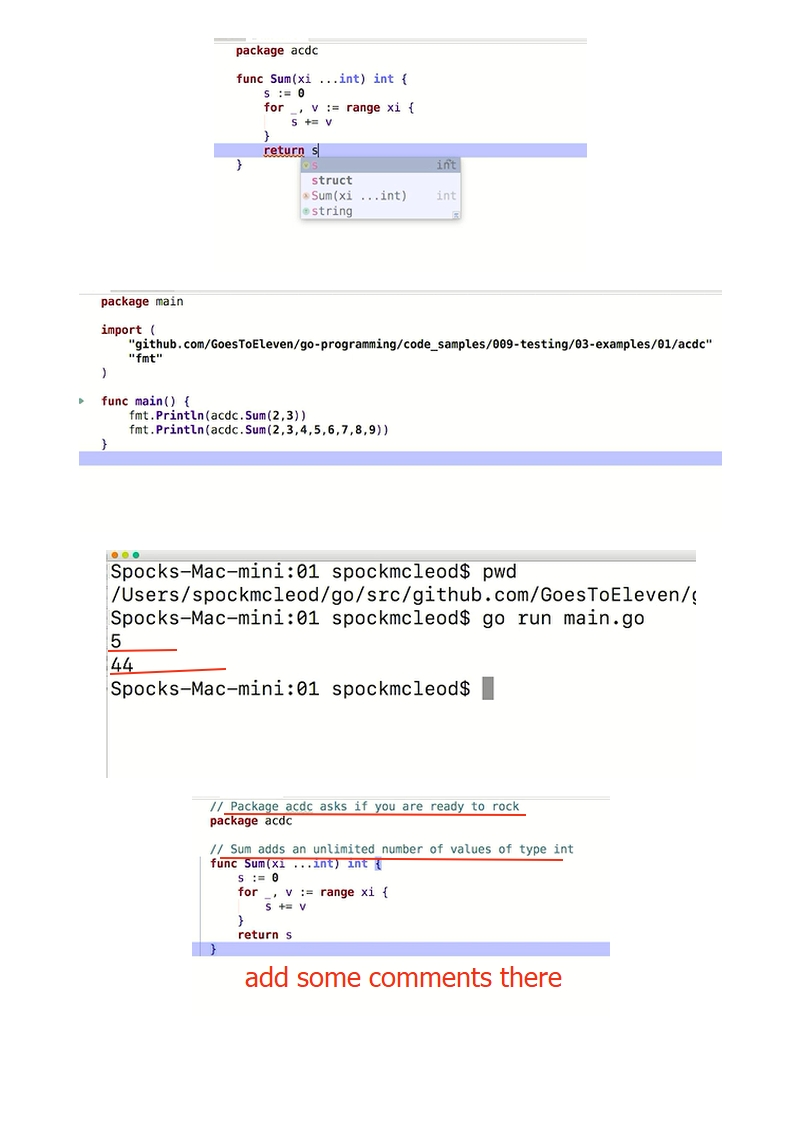 package acdc
func Sum(xi ...int) int {
s := 0
for _, v := range xi {
s += v
}
return s
}
s int
struct
Sum(xi ...int) int
string
package main
import (
"github.com/GoesToEleven/go-programming/code_samples/009-testing/03-examples/01/acdc"
"fmt"
)
func main() {
fmt.Println(acdc.Sum(2,3))
fmt.Println(acdc.Sum(2,3,4,5,6,7,8,9))
}
Spocks-Mac-mini:01 spockmcleod$ pwd
/Users/spockmcleod/go/src/github.com/GoesToEleven/g
Spocks-Mac-mini:01 spockmcleod$ go run main.go
5
44
Spocks-Mac-mini:01 spockmcleod$
// Package acdc asks if you are ready to rock
package acdc
// Sum adds an unlimited number of values of type int
func Sum(xi ...int) int {
s := 0
for _, v := range xi {
s += v
}
return s
}
add some comments there